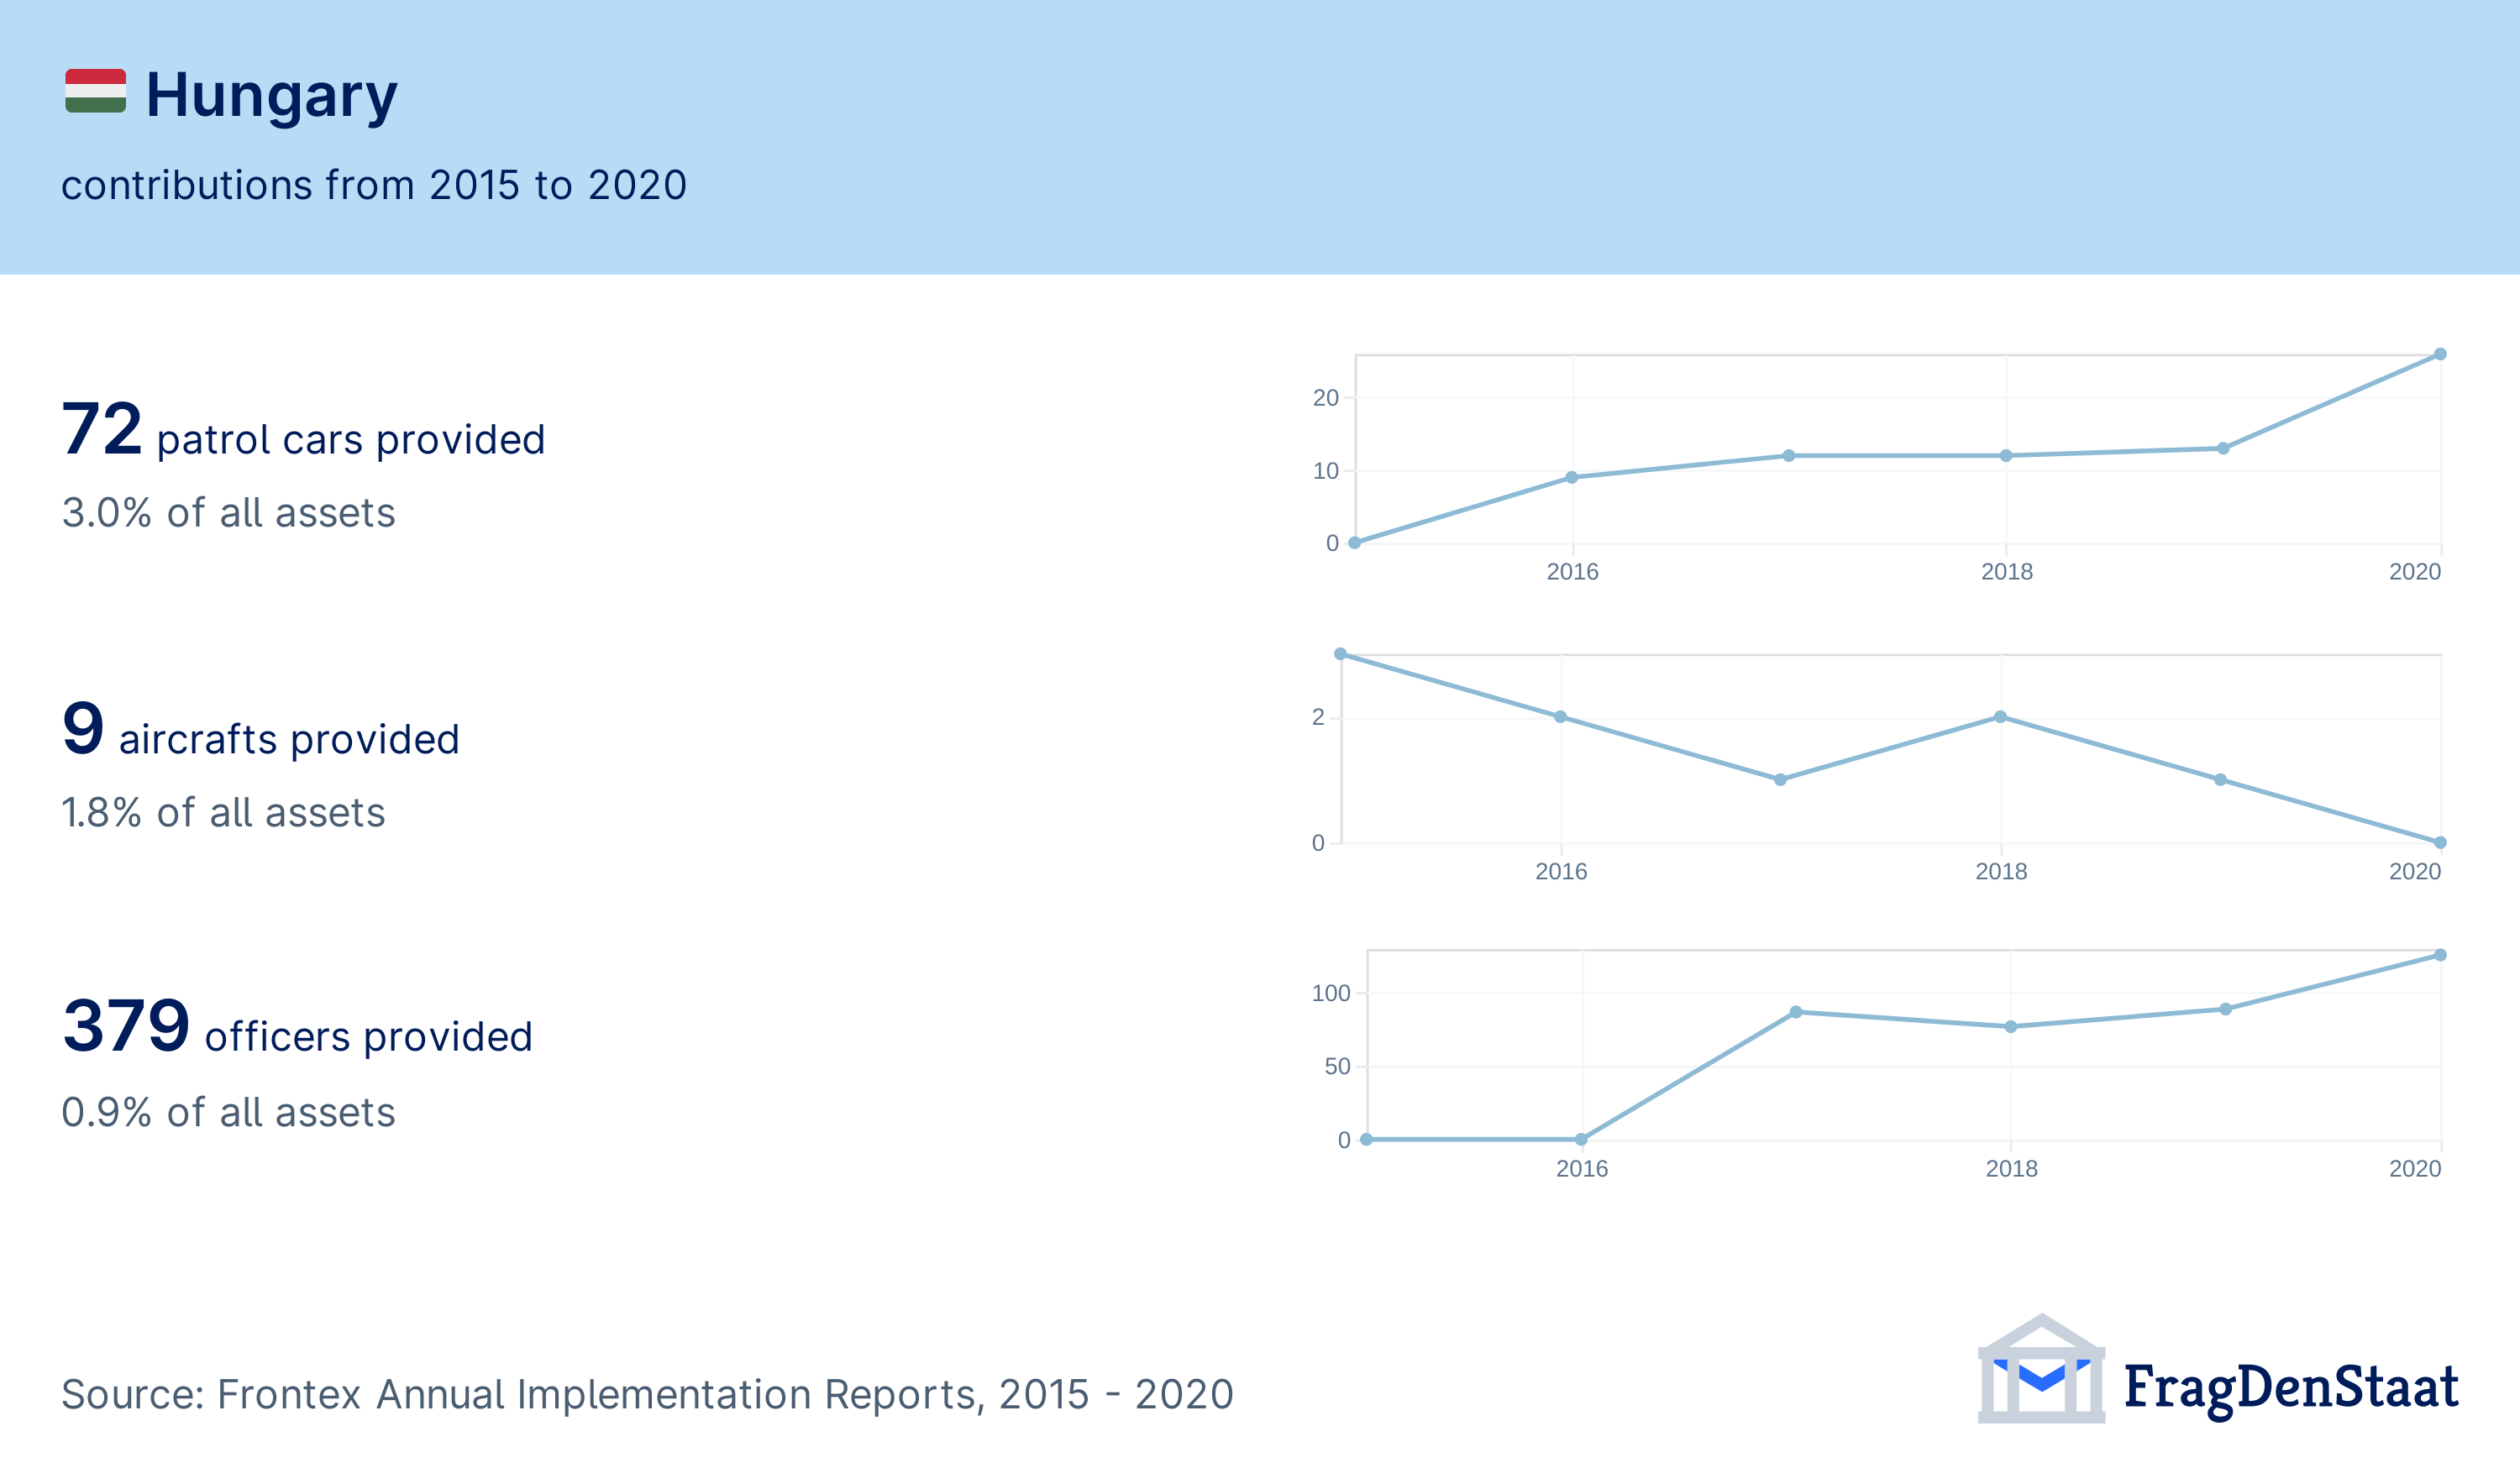 Hungary
contributions from 2015 to 2020
72 patrol cars provided
3.0% of all assets
20
10
0
2016 2018 2020
9 aircrafts provided
1.8% of all assets
2
0
2016 2018 2020
379 officers provided
0.9% of all assets
100
50
0
2016 2018 2020
Source: Frontex Annual Implementation Reports, 2015 - 2020
FragDenStaat